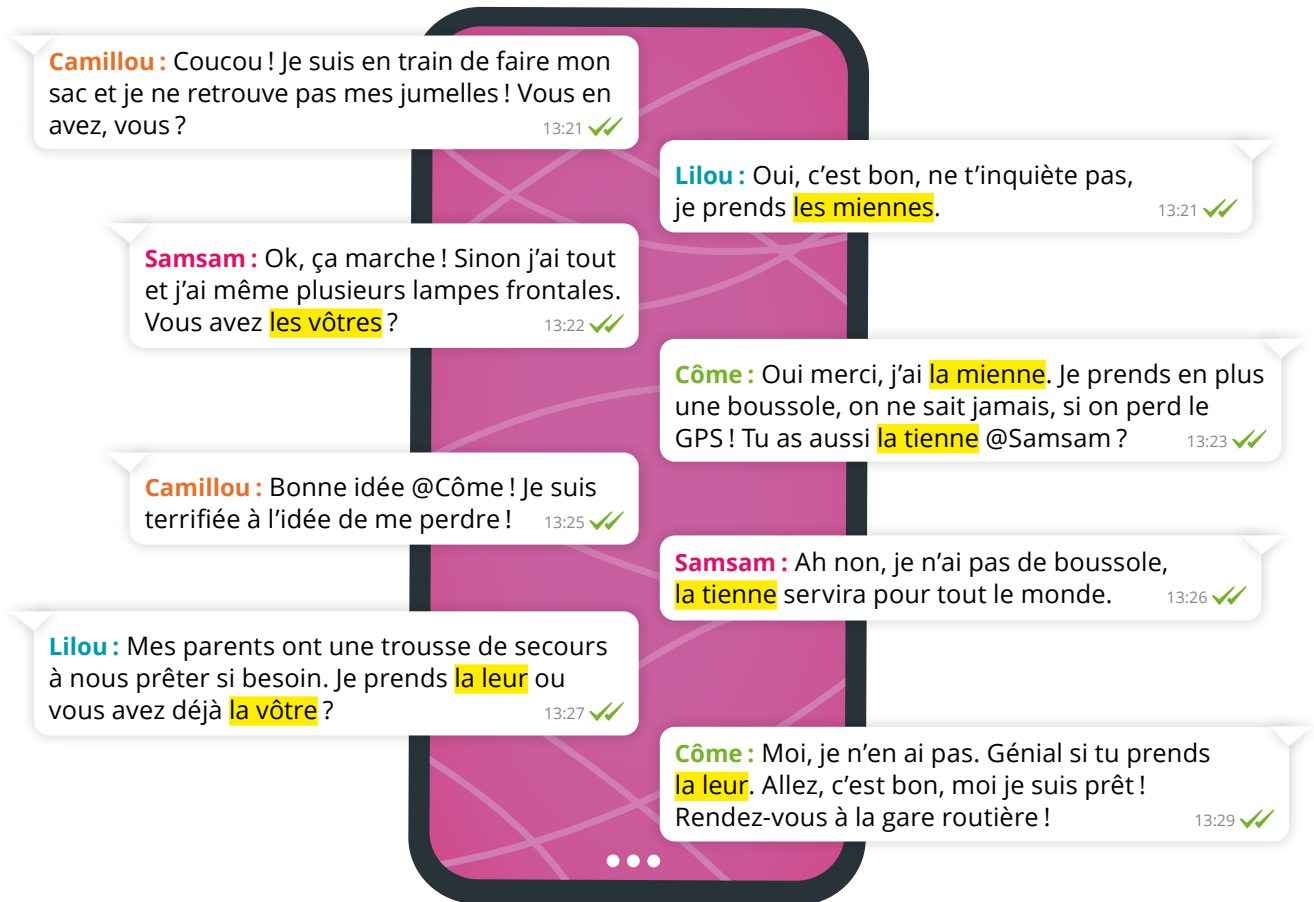 Camillou : Coucou ! Je suis en train de faire mon
sac et je ne retrouve pas mes jumelles ! Vous en
avez, vous ? 13:21
Lilou : Oui, c’est bon, ne t’inquiète pas,
je prends les miennes. 13:21
Samsam : Ok, ça marche ! Sinon j’ai tout
et j’ai même plusieurs lampes frontales.
Vous avez les vôtres ? 13:22
Côme : Oui merci, j’ai la mienne. Je prends en plus
une boussole, on ne sait jamais, si on perd le
GPS ! Tu as aussi la tienne @Samsam ? 13:23
Camillou : Bonne idée @Côme ! Je suis
terrifiée à l’idée de me perdre ! 13:25
Samsam : Ah non, je n’ai pas de boussole,
la tienne servira pour tout le monde. 13:26
Lilou : Mes parents ont une trousse de secours
à nous prêter si besoin. Je prends la leur ou
vous avez déjà la vôtre ? 13:27
Côme : Moi, je n’en ai pas. Génial si tu prends
la leur. Allez, c’est bon, moi je suis prêt !
Rendez-vous à la gare routière ! 13:29